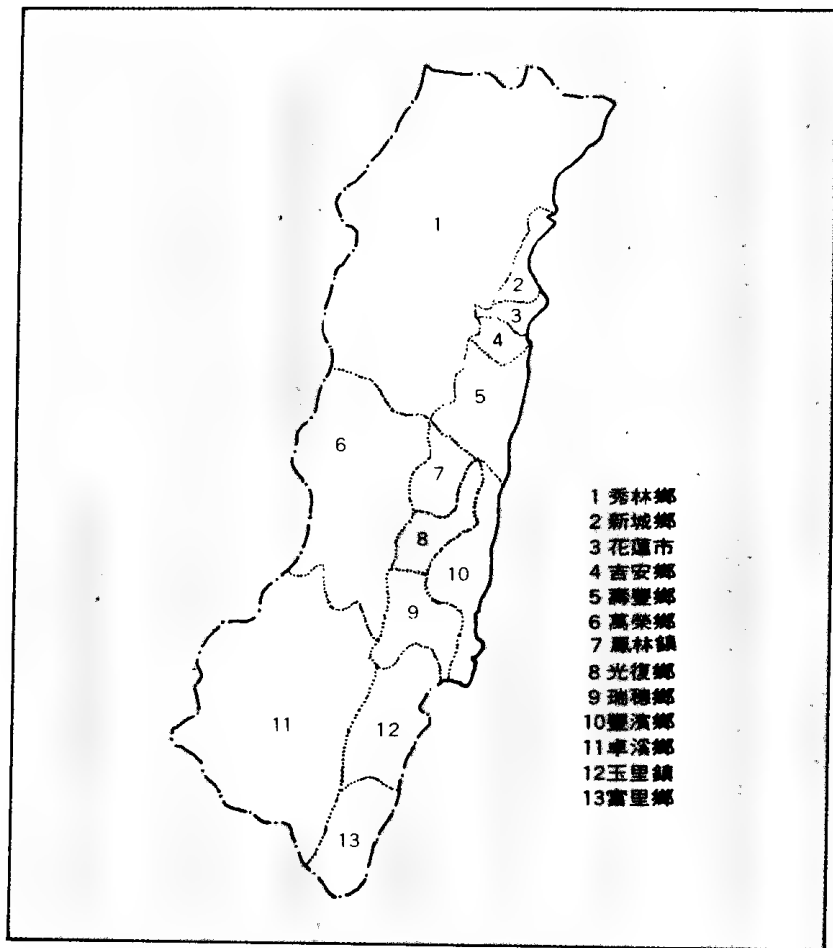 1
2
3
4
5
6
7
8
10
9
11
12
13
1 秀林鄉
2 新城鄉
3 花蓮市
4 吉安鄉
5 壽豐鄉
6 萬榮鄉
7 鳳林鎮
8 光復鄉
9 瑞穗鄉
10豐濱鄉
11卓溪鄉
12玉里鎮
13富里鄉